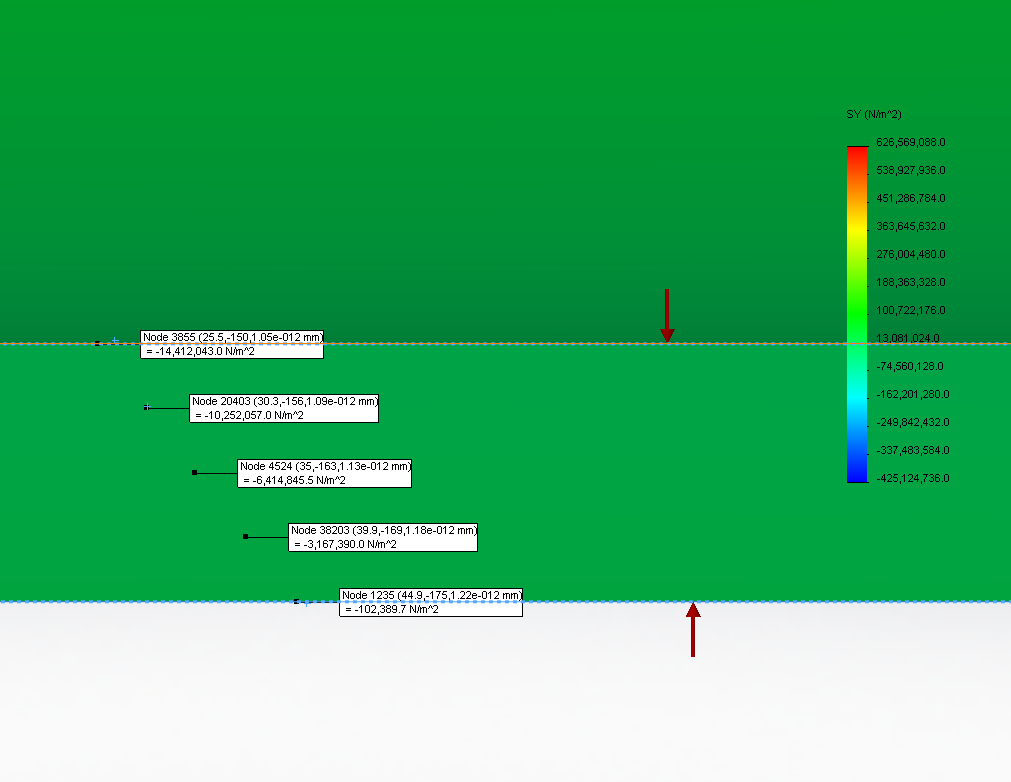 SY (N/m^2)
626,569,088.0
538,927,936.0
451,286,784.0
363,645,632.0
276,004,480.0
188,363,328.0
100,722,176.0
13,081,024.0
-74,560,128.0
-162,201,280.0
-249,842,432.0
-337,483,584.0
-425,124,736.0
Node 3855 (25.5,-150,1.05e-012 mm)
= -14,412,043.0 N/m^2
Node 20403 (30.3,-156,1.09e-012 mm)
= -10,252,057.0 N/m^2
Node 4524 (35,-163,1.13e-012 mm)
= -6,414,845.5 N/m^2
Node 38203 (39.9,-169,1.18e-012 mm)
= -3,167,390.0 N/m^2
Node 1235 (44.9,-175,1.22e-012 mm)
= -102,389.7 N/m^2